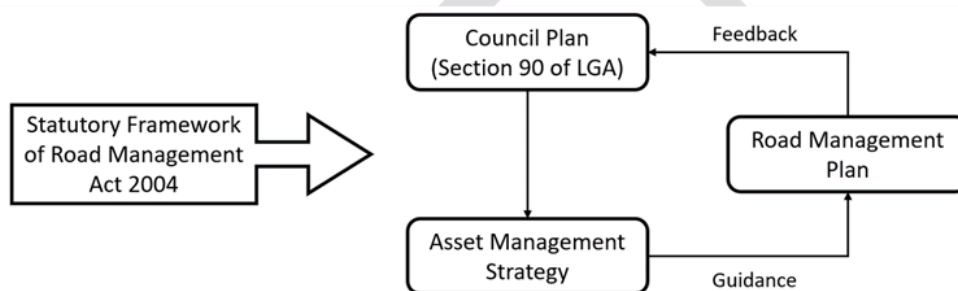 Council Plan
(Section 90 of LGA)
Feedback
Statutory Framework
of Road Management
Act 2004
Road Management
Plan
Asset Management
Strategy
Guidance